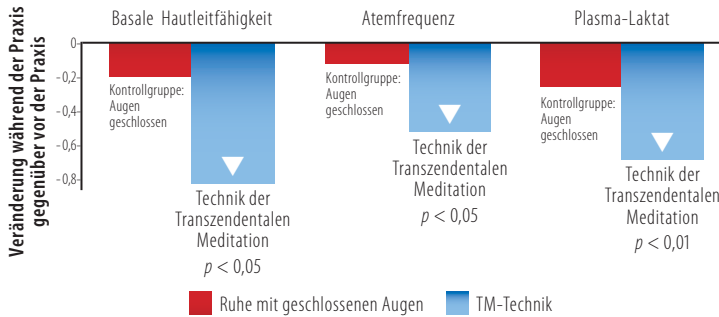 Basale Hautleitfähigkeit
Atemfrequenz
Plasma-Laktat
Veränderung während der Praxis
gegenüber vor der Praxis
0
-0,2
-0,4
-0,6
-0,8
Kontrollgruppe:
Augen
geschlossen
Technik der
Transzendentalen
Meditation
p < 0,05
Kontrollgruppe:
Augen
geschlossen
Technik der
Transzendentalen
Meditation
p < 0,05
Kontrollgruppe:
Augen
geschlossen
Technik der
Transzendentalen
Meditation
p < 0,01
Ruhe mit geschlossenen Augen
TM-Technik